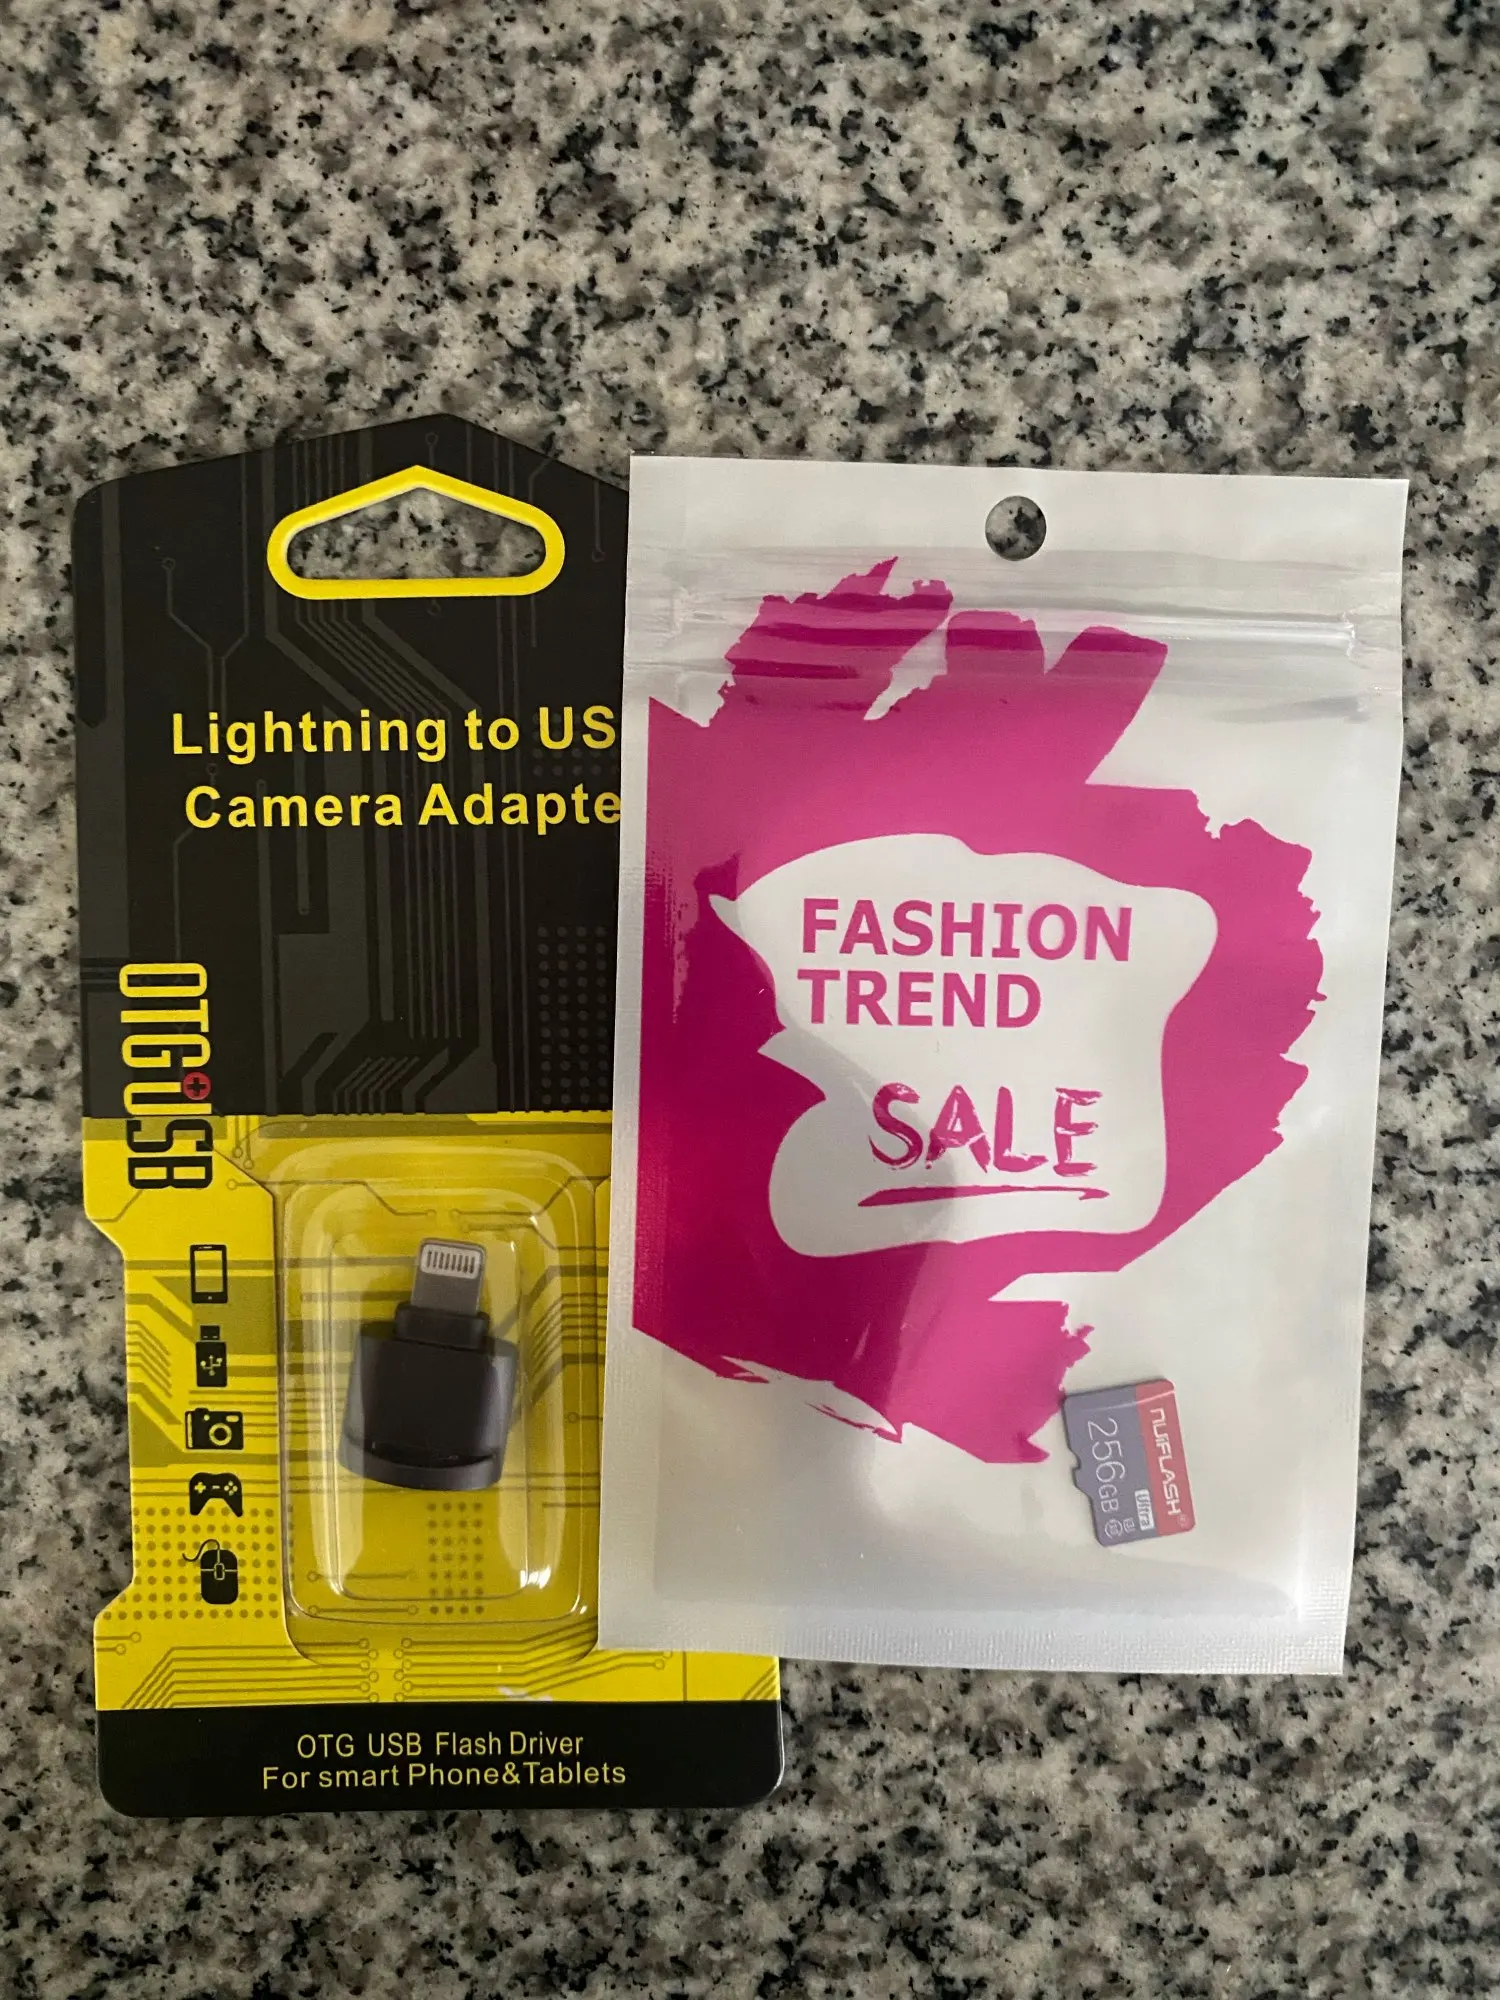 Lightning to US
Camera Adapte
OTGUSB
OTG USB Flash Driver
For smart Phone&Tablets
FASHION
TREND
SALE
NUIFLASH
Ultra
256GB